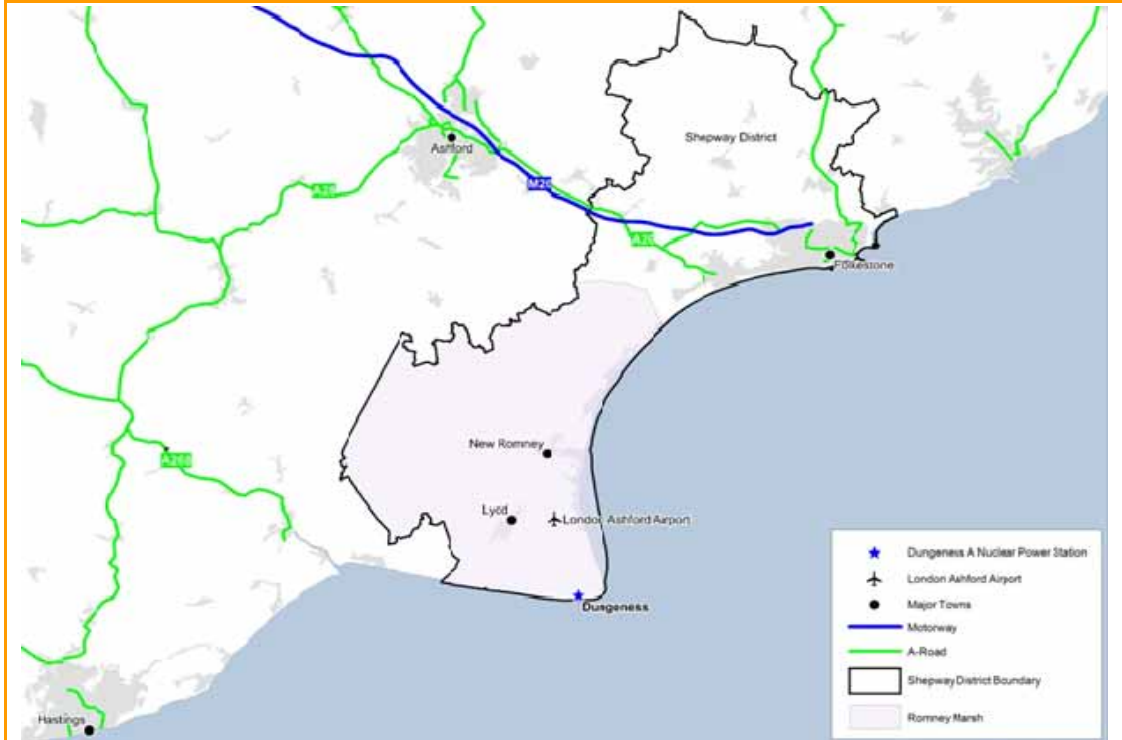 Shepway District
Ashford
A28
M20
A20
Folkestone
New Romney
A268
Lydd
London Ashford Airport
Dungeness
Hastings
Dungeness A Nuclear Power Station
London Ashford Airport
Major Towns
Motorway
A-Road
Shepway District Boundary
Romney Marsh